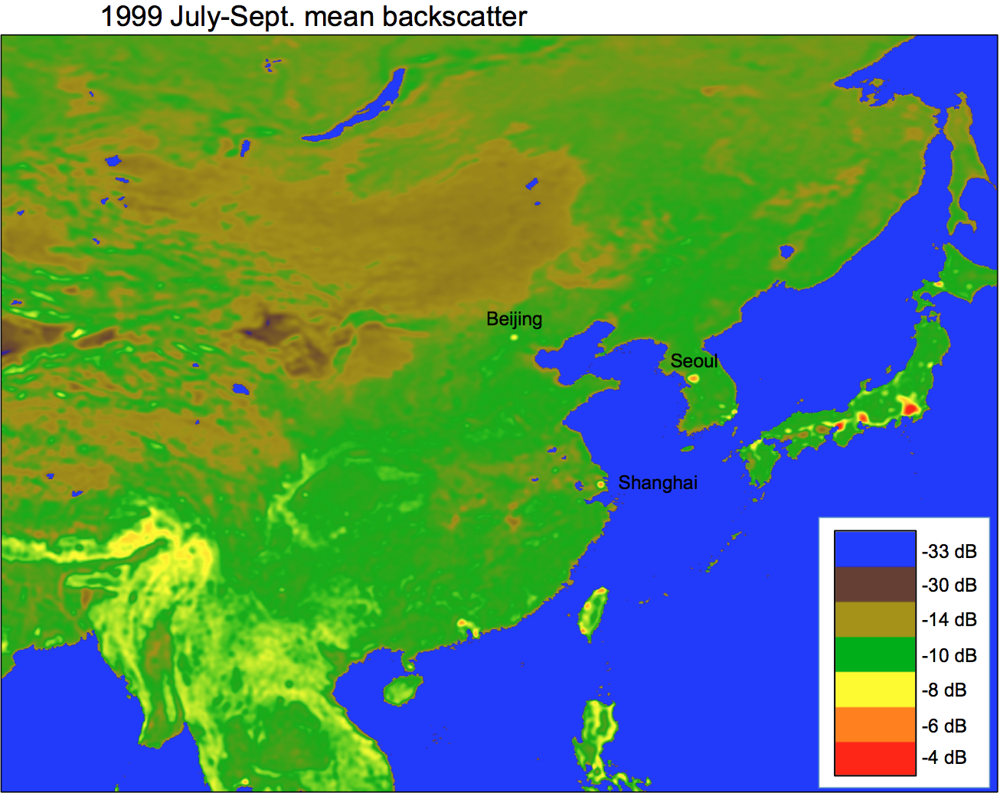 1999 July-Sept. mean backscatter
Beijing
Seoul
Shanghai
-33 dB
-30 dB
-14 dB
-10 dB
-8 dB
-6 dB
-4 dB